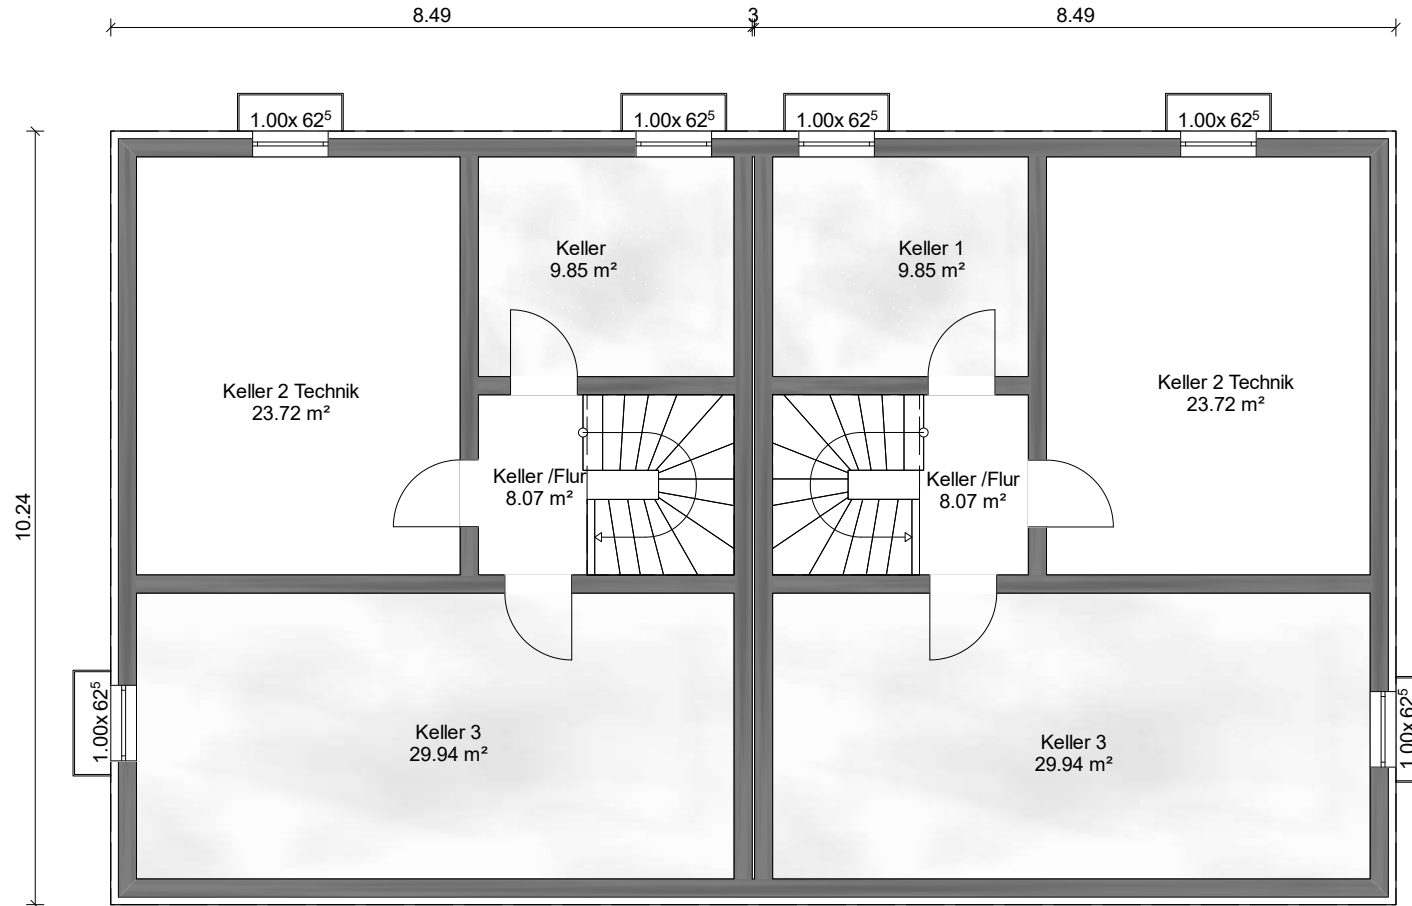 8.49
3
8.49
1.00x 62⁵
1.00x 62⁵
1.00x 62⁵
1.00x 62⁵
Keller
9.85 m²
Keller 1
9.85 m²
Keller 2 Technik
23.72 m²
Keller 2 Technik
23.72 m²
Keller /Flur
8.07 m²
Keller /Flur
8.07 m²
10.24
1.00x 62⁵
Keller 3
29.94 m²
Keller 3
29.94 m²
1.00x 62⁵